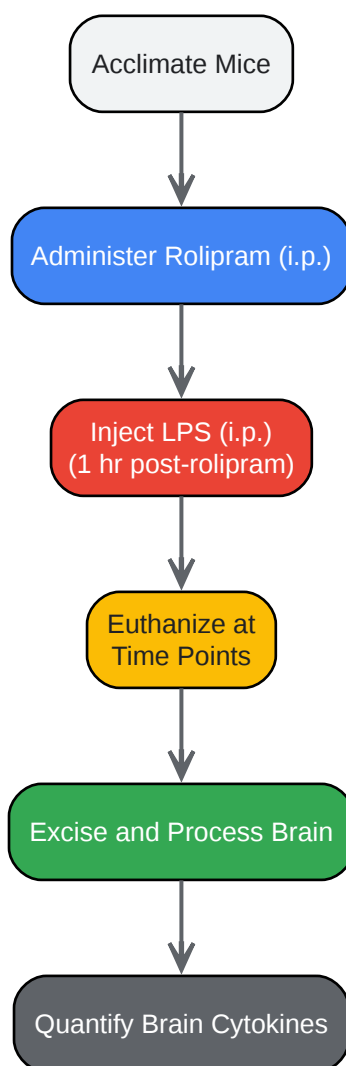 Acclimate Mice
Administer Rolipram (i.p.)
Inject LPS (i.p.)
(1 hr post-rolipram)
Euthanize at
Time Points
Excise and Process Brain
Quantify Brain Cytokines